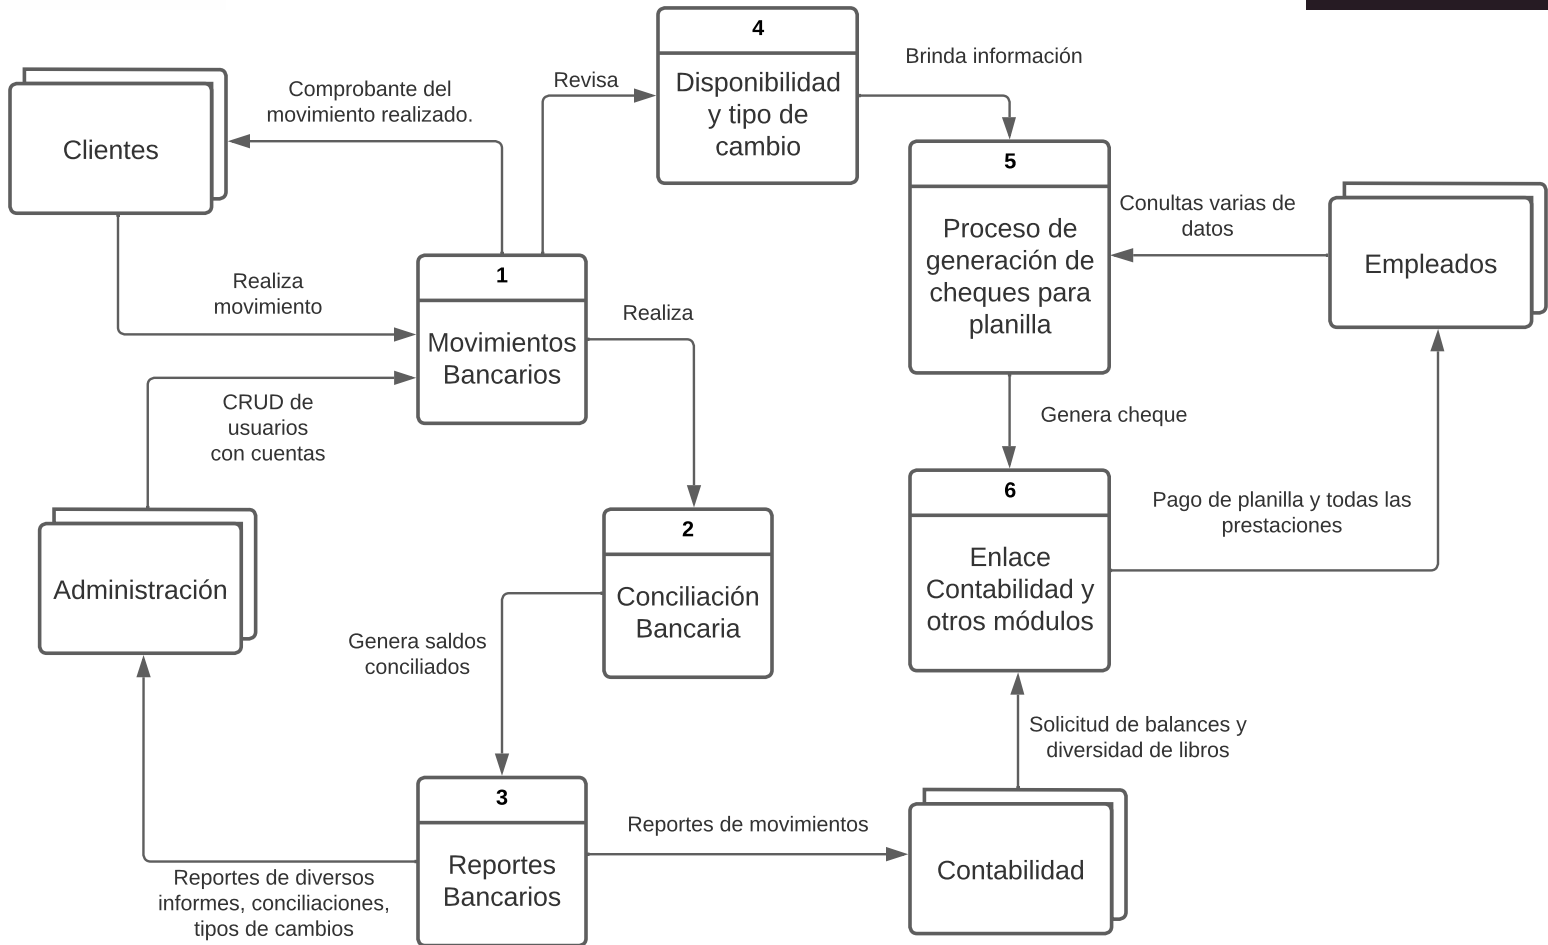 4
Disponibilidad
y tipo de
cambio
Revisa
Brinda información
Clientes
Comprobante del
movimiento realizado.
5
Proceso de
generación de
cheques para
planilla
Conultas varias de
datos
Empleados
Realiza
movimiento
1
Movimientos
Bancarios
Realiza
CRUD de
usuarios
con cuentas
Genera cheque
6
Enlace
Contabilidad y
otros módulos
Pago de planilla y todas las
prestaciones
Administración
2
Conciliación
Bancaria
Genera saldos
conciliados
Solicitud de balances y
diversidad de libros
3
Reportes
Bancarios
Reportes de movimientos
Contabilidad
Reportes de diversos
informes, conciliaciones,
tipos de cambios